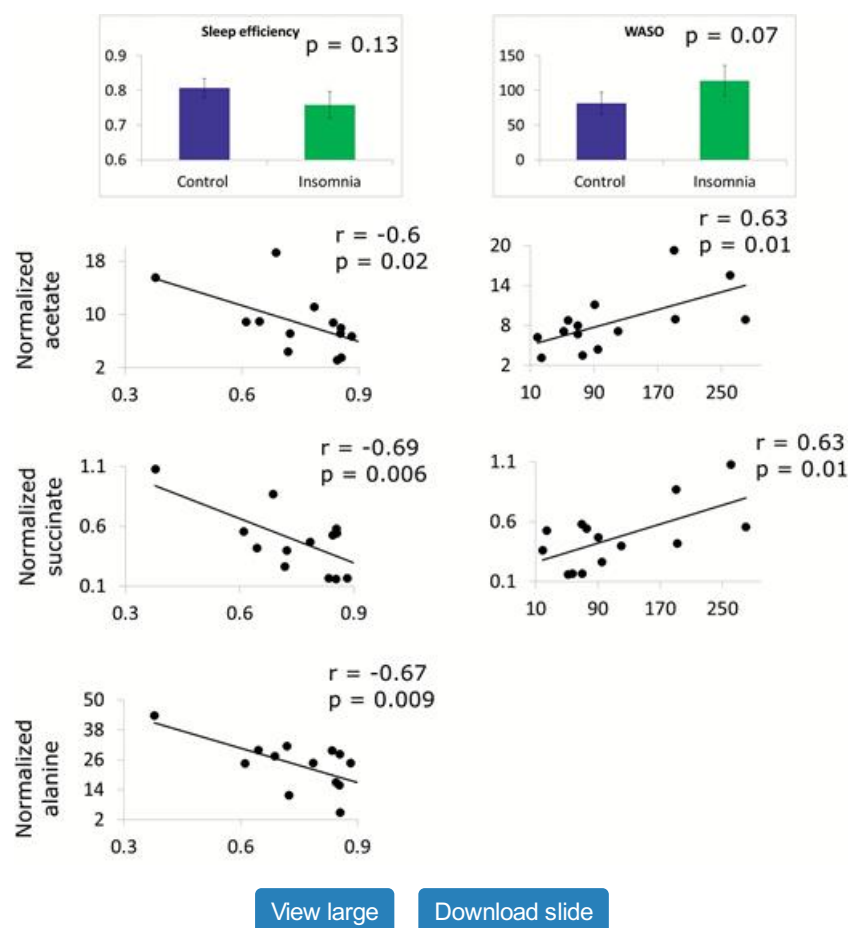 Sleep efficiency
p = 0.13
0.9
0.8
0.7
0.6
Control Insomnia
WASO
p = 0.07
150
100
50
0
Control Insomnia
Normalized
acetate
r = -0.6
p = 0.02
18
10
2
0.3 0.6 0.9
r = 0.63
p = 0.01
20
14
8
2
10 90 170 250
Normalized
succinate
r = -0.69
p = 0.006
1.1
0.6
0.1
0.3 0.6 0.9
r = 0.63
p = 0.01
1.1
0.6
0.1
10 90 170 250
Normalized
alanine
r = -0.67
p = 0.009
50
38
26
14
2
0.3 0.6 0.9
View large Download slide